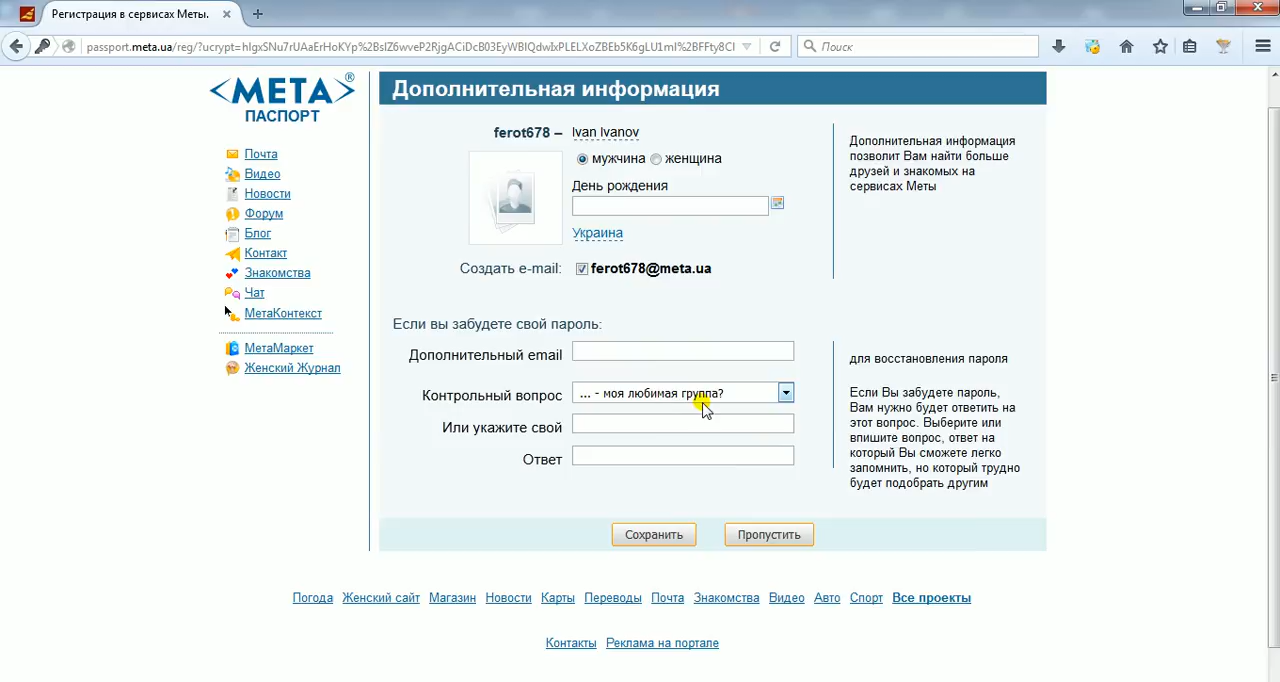 Регистрация в сервисах Меты.
passport.meta.ua/reg/?ucrypt=
Поиск
<МЕТА>®
ПАСПОРТ
Почта
Видео
Новости
Форум
Блог
Контакт
Знакомства
Чат
МетаКонтекст
МетаМаркет
Женский Журнал
Дополнительная информация
ferot678 – Ivan Ivanov
мужчина женщина
День рождения
Украина
Создать e-mail: ferot678@meta.ua
Дополнительная информация
позволит Вам найти больше
друзей и знакомых на
сервисах Меты
Если вы забудете свой пароль:
Дополнительный email
Контрольный вопрос ... - моя любимая группа?
Или укажите свой
Ответ
для восстановления пароля
Если Вы забудете пароль,
Вам нужно будет ответить на
этот вопрос. Выберите или
впишите вопрос, ответ на
который Вы сможете легко
запомнить, но который трудно
будет подобрать другим
Сохранить Пропустить
Погода Женский сайт Магазин Новости Карты Переводы Почта Знакомства Видео Авто Спорт Все проекты
Контакты Реклама на портале